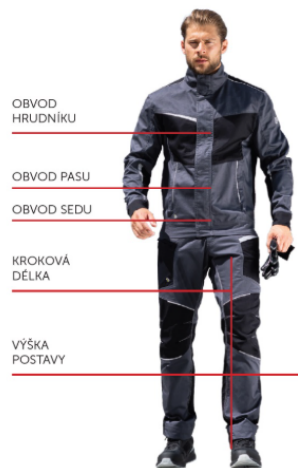 OBVOD
HRUDNÍKU
OBVOD PASU
OBVOD SEDU
KROKOVÁ
DÉLKA
VÝŠKA
POSTAVY